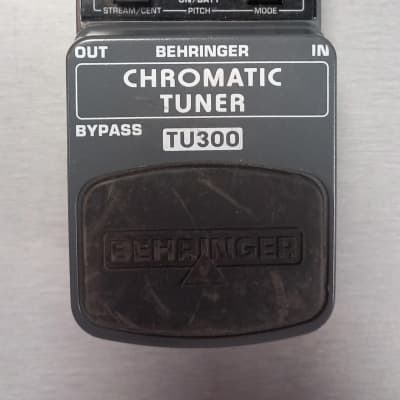 ON/BATT
STREAM/CENT PITCH MODE
OUT BEHRINGER IN
CHROMATIC
TUNER
BYPASS TU300
BEHRINGER